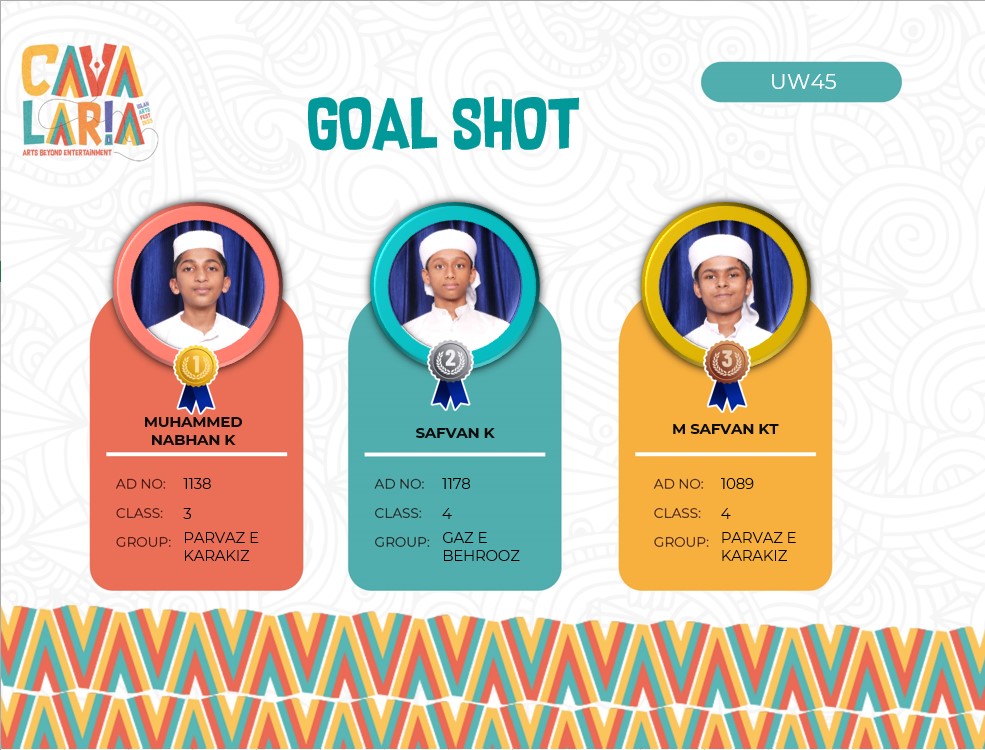 CAVA
LARIA
ARTS BEYOND ENTERTAINMENT
UW45
GOAL SHOT
1
MUHAMMED
NABHAN K
AD NO: 1138
CLASS: 3
GROUP: PARVAZ E
KARAKIZ
2
SAFVAN K
AD NO: 1178
CLASS: 4
GROUP: GAZ E
BEHROOZ
3
M SAFVAN KT
AD NO: 1089
CLASS: 4
GROUP: PARVAZ E
KARAKIZ